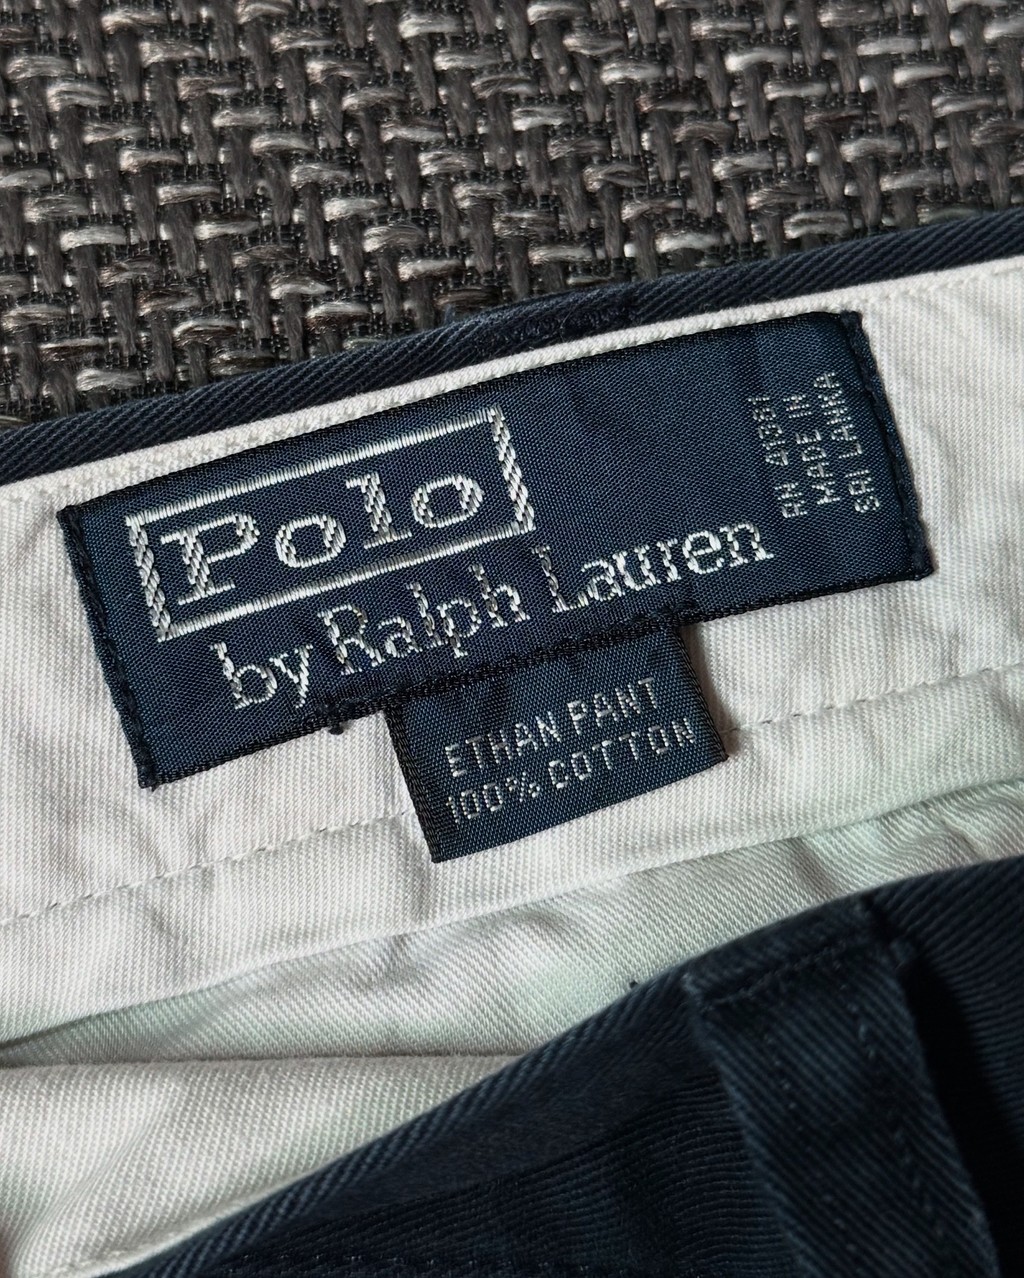 Polo
by Ralph Lauren
RN 41381
MADE IN
SRI LANKA
ETHAN PANT
100% COTTON